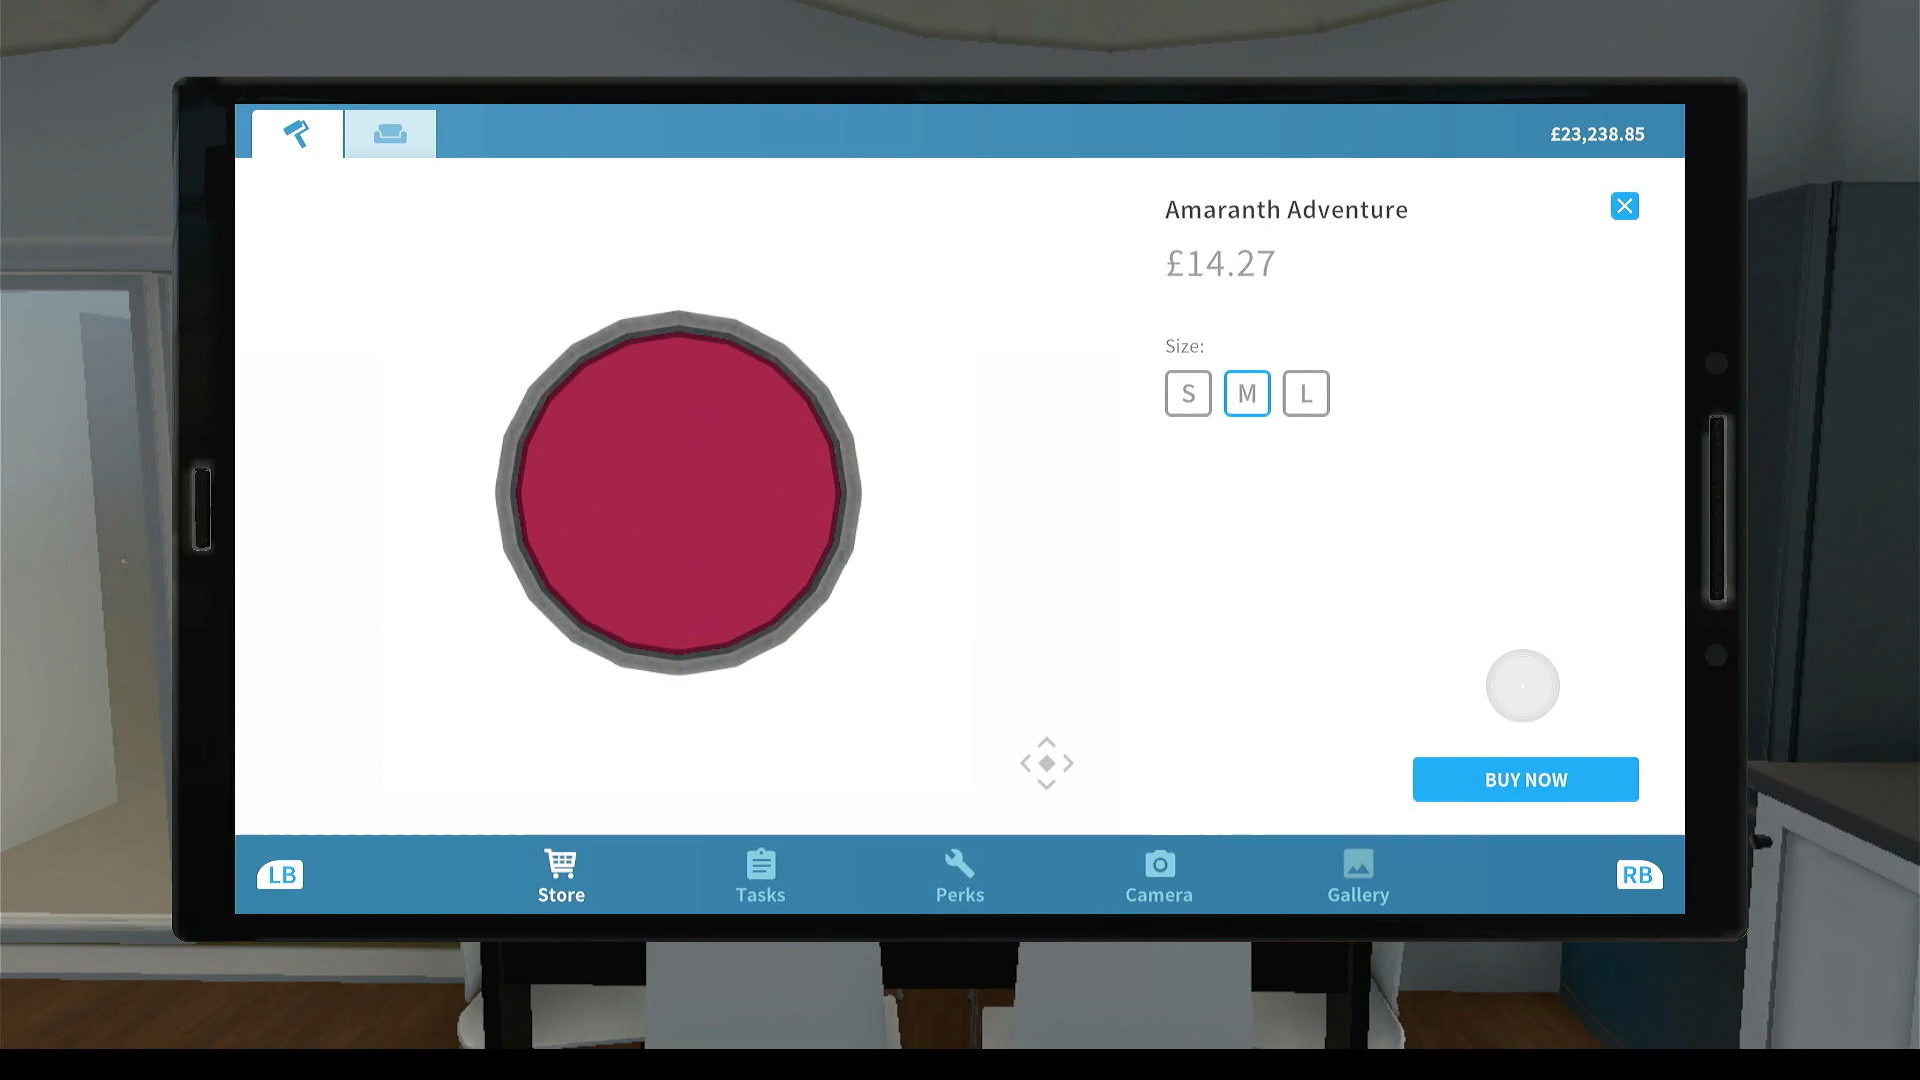 £23,238.85
Amaranth Adventure
£14.27
Size:
S M L
BUY NOW
LB Store Tasks Perks Camera Gallery RB